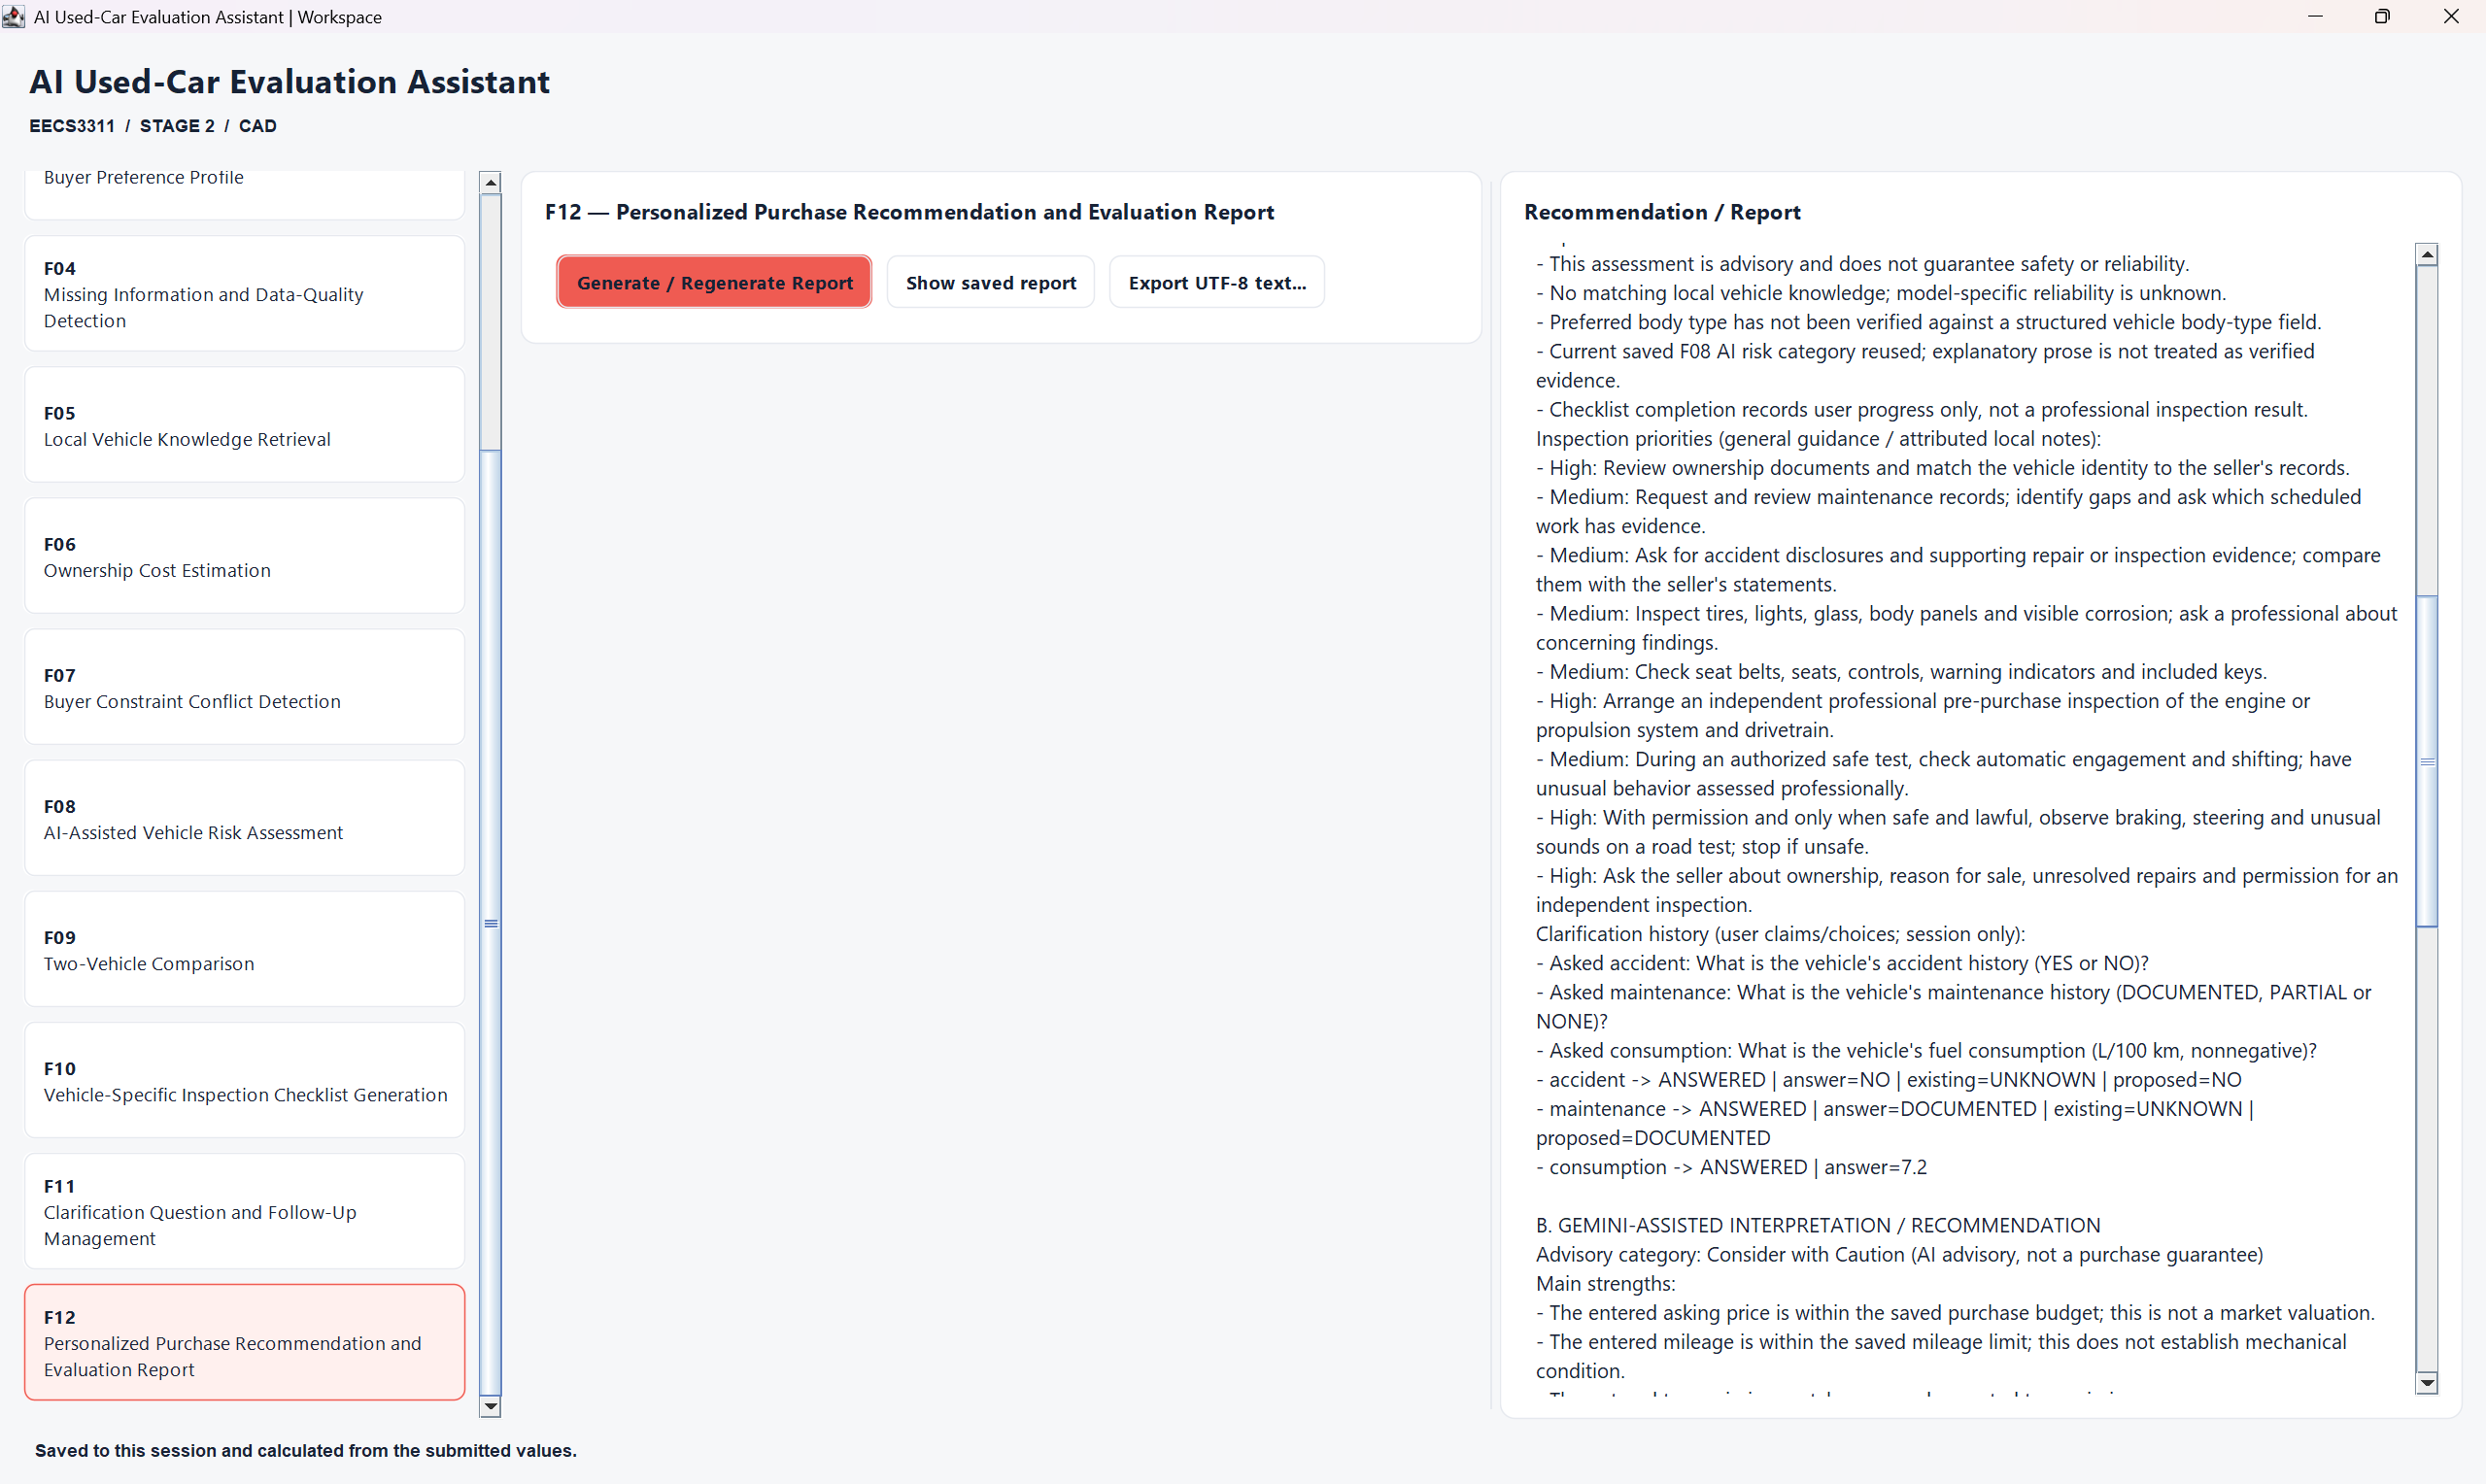 AI Used-Car Evaluation Assistant | Workspace
AI Used-Car Evaluation Assistant
EECS3311 / STAGE 2 / CAD
Buyer Preference Profile
F04
Missing Information and Data-Quality
Detection
F05
Local Vehicle Knowledge Retrieval
F06
Ownership Cost Estimation
F07
Buyer Constraint Conflict Detection
F08
AI-Assisted Vehicle Risk Assessment
F09
Two-Vehicle Comparison
F10
Vehicle-Specific Inspection Checklist Generation
F11
Clarification Question and Follow-Up
Management
F12
Personalized Purchase Recommendation and
Evaluation Report
F12 — Personalized Purchase Recommendation and Evaluation Report
Generate / Regenerate Report
Show saved report
Export UTF-8 text...
Recommendation / Report
- This assessment is advisory and does not guarantee safety or reliability.
- No matching local vehicle knowledge; model-specific reliability is unknown.
- Preferred body type has not been verified against a structured vehicle body-type field.
- Current saved F08 AI risk category reused; explanatory prose is not treated as verified
evidence.
- Checklist completion records user progress only, not a professional inspection result.
Inspection priorities (general guidance / attributed local notes):
- High: Review ownership documents and match the vehicle identity to the seller's records.
- Medium: Request and review maintenance records; identify gaps and ask which scheduled
work has evidence.
- Medium: Ask for accident disclosures and supporting repair or inspection evidence; compare
them with the seller's statements.
- Medium: Inspect tires, lights, glass, body panels and visible corrosion; ask a professional about
concerning findings.
- Medium: Check seat belts, seats, controls, warning indicators and included keys.
- High: Arrange an independent professional pre-purchase inspection of the engine or
propulsion system and drivetrain.
- Medium: During an authorized safe test, check automatic engagement and shifting; have
unusual behavior assessed professionally.
- High: With permission and only when safe and lawful, observe braking, steering and unusual
sounds on a road test; stop if unsafe.
- High: Ask the seller about ownership, reason for sale, unresolved repairs and permission for an
independent inspection.
Clarification history (user claims/choices; session only):
- Asked accident: What is the vehicle's accident history (YES or NO)?
- Asked maintenance: What is the vehicle's maintenance history (DOCUMENTED, PARTIAL or
NONE)?
- Asked consumption: What is the vehicle's fuel consumption (L/100 km, nonnegative)?
- accident -> ANSWERED | answer=NO | existing=UNKNOWN | proposed=NO
- maintenance -> ANSWERED | answer=DOCUMENTED | existing=UNKNOWN |
proposed=DOCUMENTED
- consumption -> ANSWERED | answer=7.2
B. GEMINI-ASSISTED INTERPRETATION / RECOMMENDATION
Advisory category: Consider with Caution (AI advisory, not a purchase guarantee)
Main strengths:
- The entered asking price is within the saved purchase budget; this is not a market valuation.
- The entered mileage is within the saved mileage limit; this does not establish mechanical
condition.
Saved to this session and calculated from the submitted values.